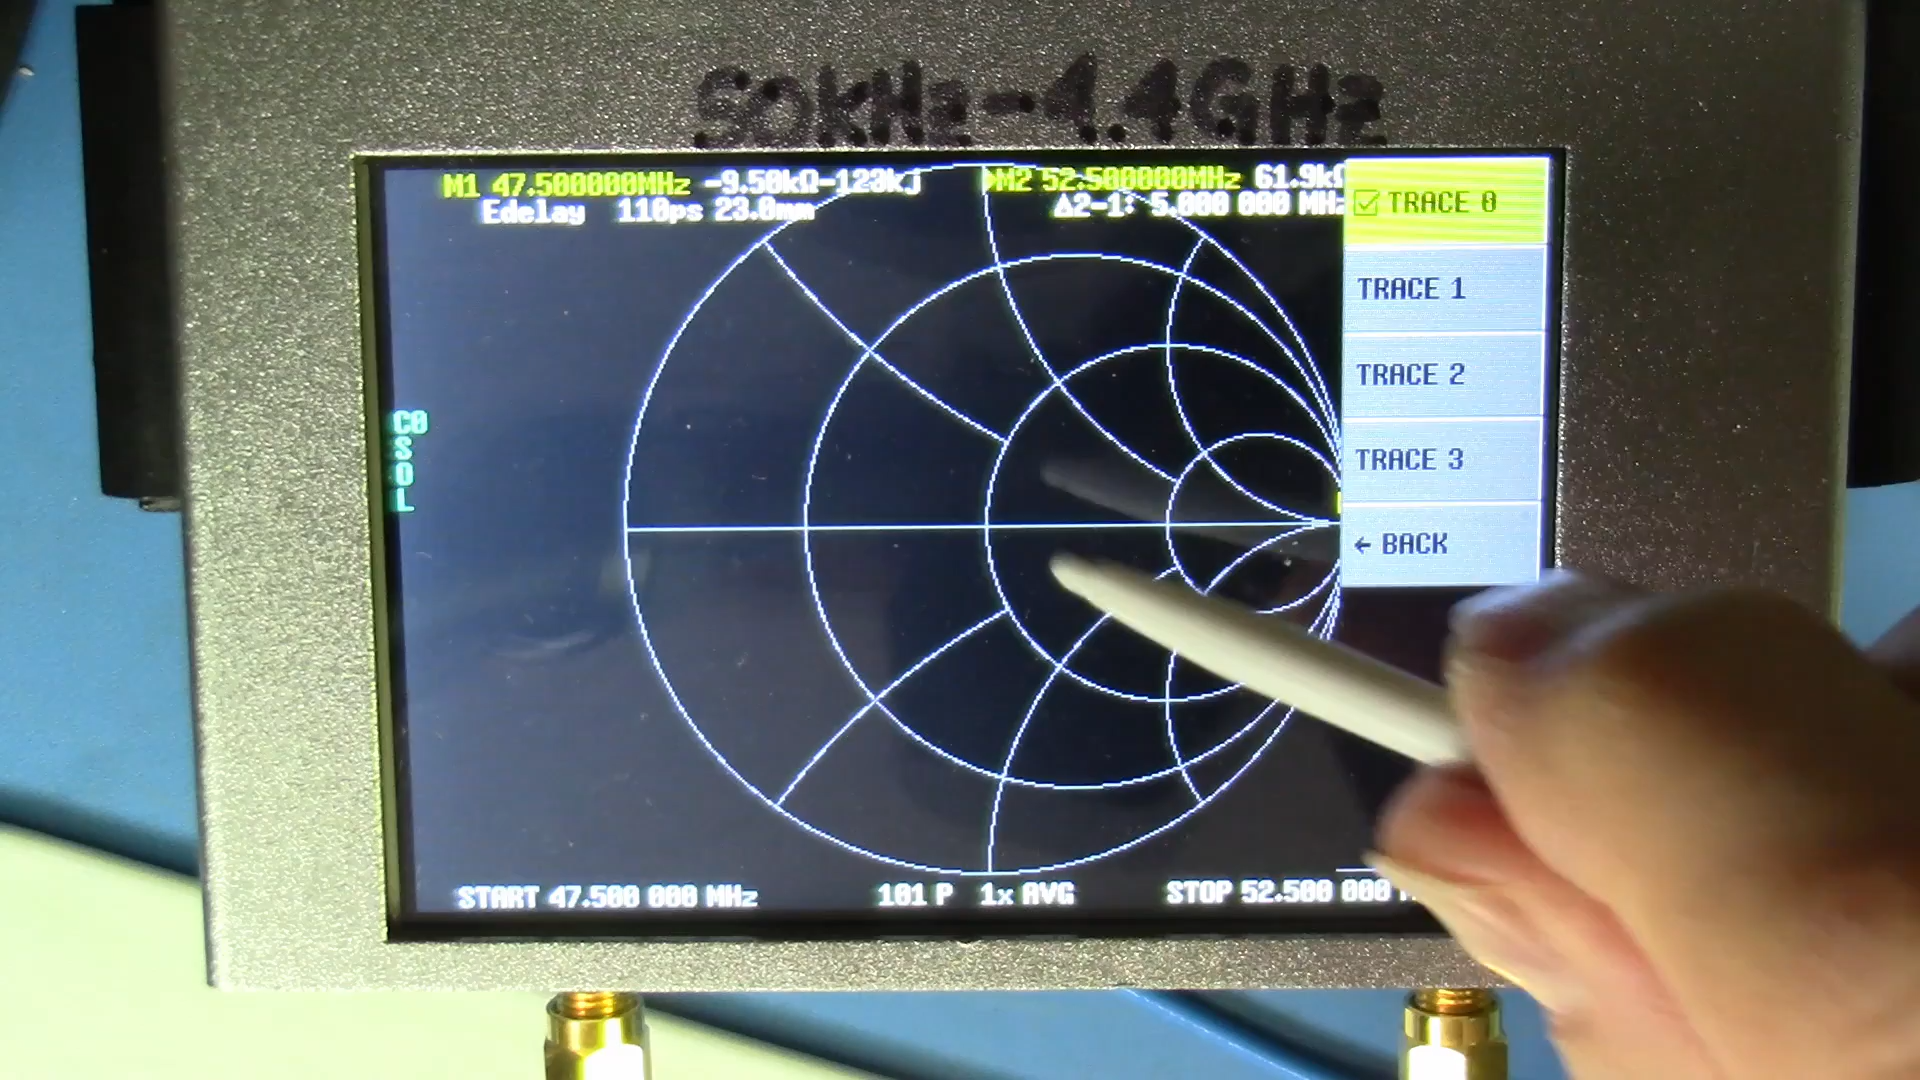 50kHz-4.4GHz
M1 47.500000MHz -9.50kΩ-123kj ▶M2 52.500000MHz 61.9kΩ
Edelay 110ps 23.0mm Δ2-1: 5.000 000 MHz
TRACE 0
TRACE 1
TRACE 2
TRACE 3
← BACK
C0
S
O
L
START 47.500 000 MHz 101 P 1x AVG STOP 52.500 000